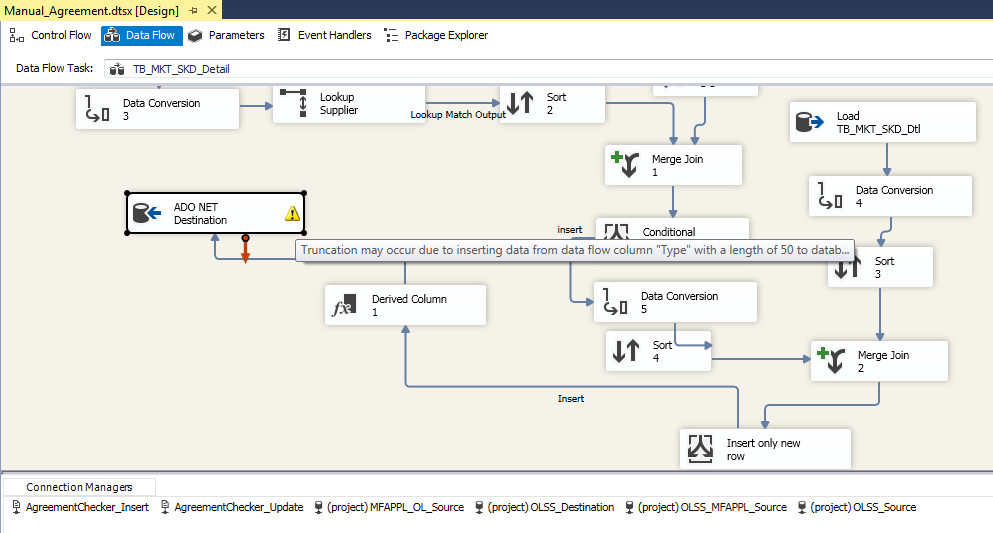 Manual_Agreement.dtsx [Design]
Control Flow
Data Flow
Parameters
Event Handlers
Package Explorer
Data Flow Task:
TB_MKT_SKD_Detail
Data Conversion
3
Lookup
Supplier
Lookup Match Output
Sort
2
Load
TB_MKT_SKD_Dtl
Merge Join
1
Data Conversion
4
ADO NET
Destination
insert
Conditional
Truncation may occur due to inserting data from data flow column "Type" with a length of 50 to datab...
Sort
3
Derived Column
1
Data Conversion
5
Sort
4
Merge Join
2
Insert
Insert only new
row
Connection Managers
AgreementChecker_Insert
AgreementChecker_Update
(project) MFAPPL_OL_Source
(project) OLSS_Destination
(project) OLSS_MFAPPL_Source
(project) OLSS_Source